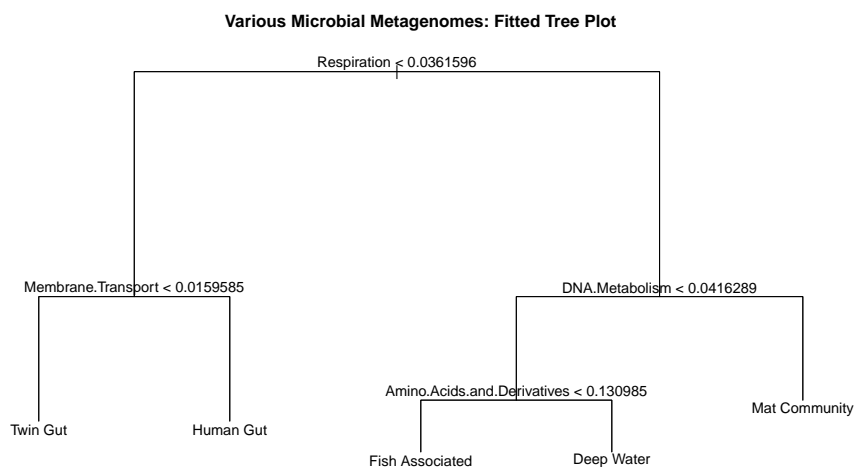 Various Microbial Metagenomes: Fitted Tree Plot
Respiration < 0.0361596
Membrane.Transport < 0.0159585
DNA.Metabolism < 0.0416289
Amino.Acids.and.Derivatives < 0.130985
Mat Community
Twin Gut
Human Gut
Fish Associated
Deep Water